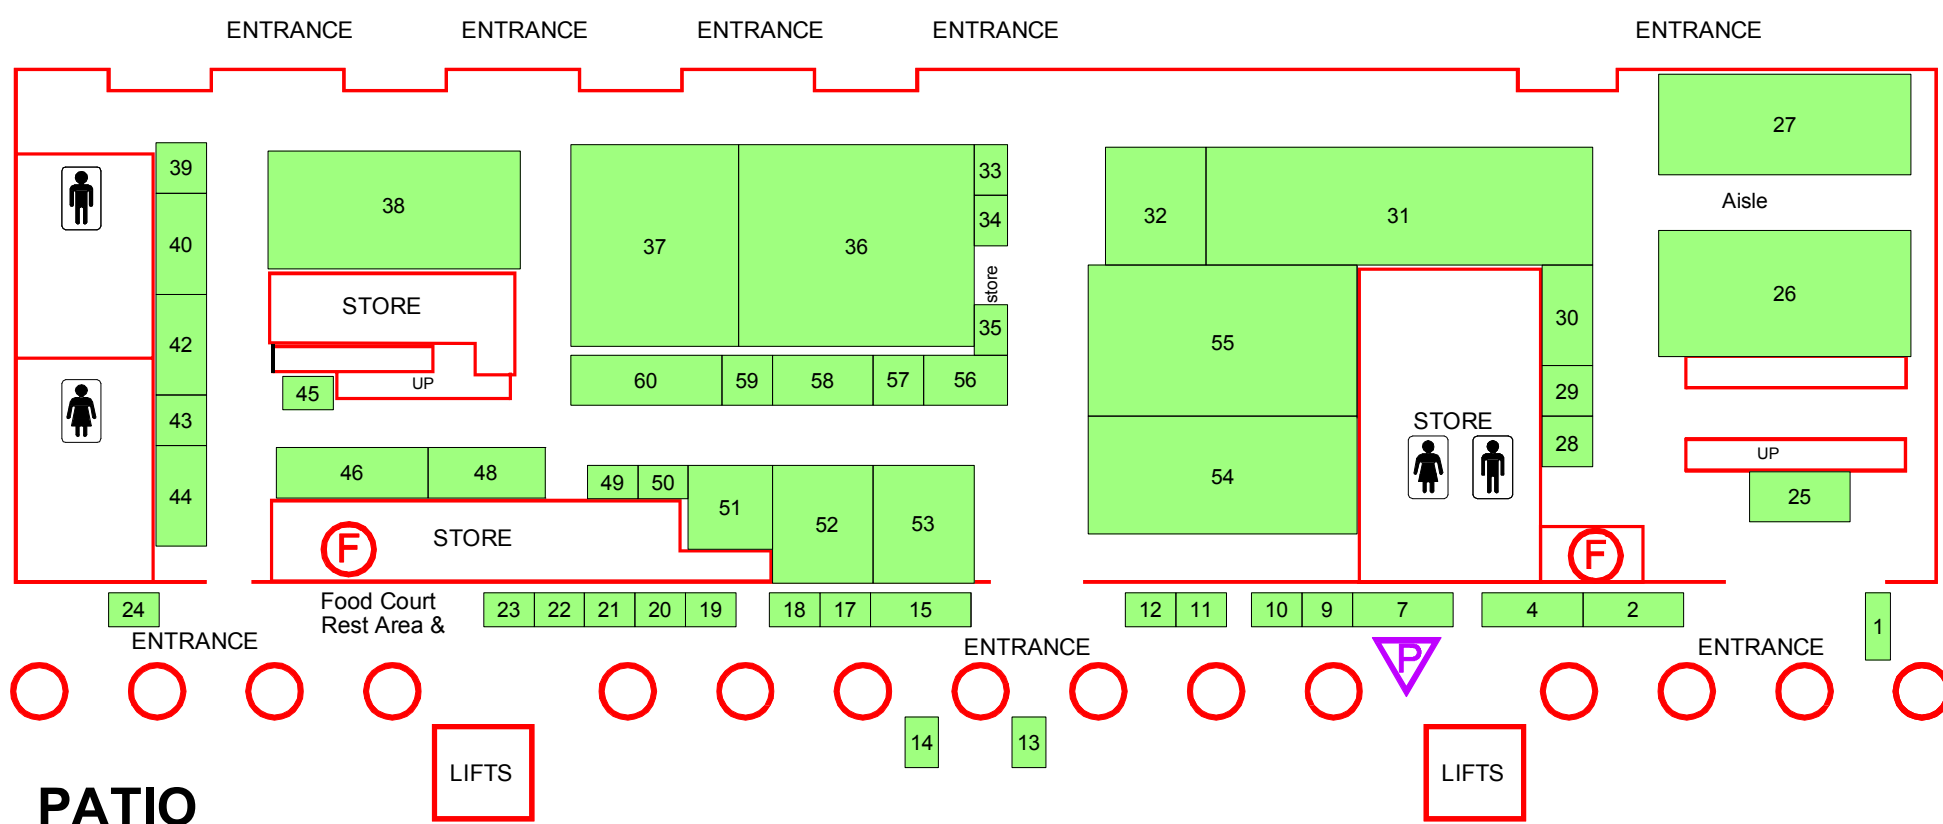 ENTRANCE ENTRANCE ENTRANCE ENTRANCE ENTRANCE
27
39 33
38 34 32 31 Aisle
40 37 36
store
STORE 26
42 35 30
55
UP 60 59 58 57 56
45 29
43 STORE
28
UP
46 48 49 50
44 51 54 25
52 53
F STORE F
24 Food Court 23 22 21 20 19 18 17 15 12 11 10 9 7 4 2
Rest Area &
1
ENTRANCE ENTRANCE ENTRANCE
P
14 13
LIFTS LIFTS
PATIO